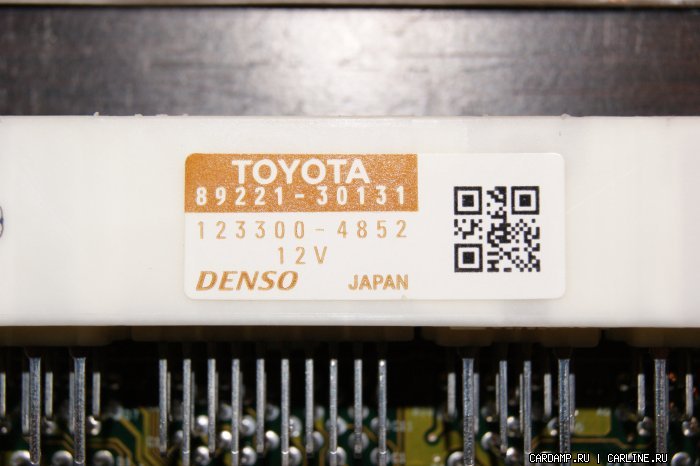 TOYOTA
89221-30131
123300-4852
12V
DENSO JAPAN
CARDAMP.RU | CARLINE.RU